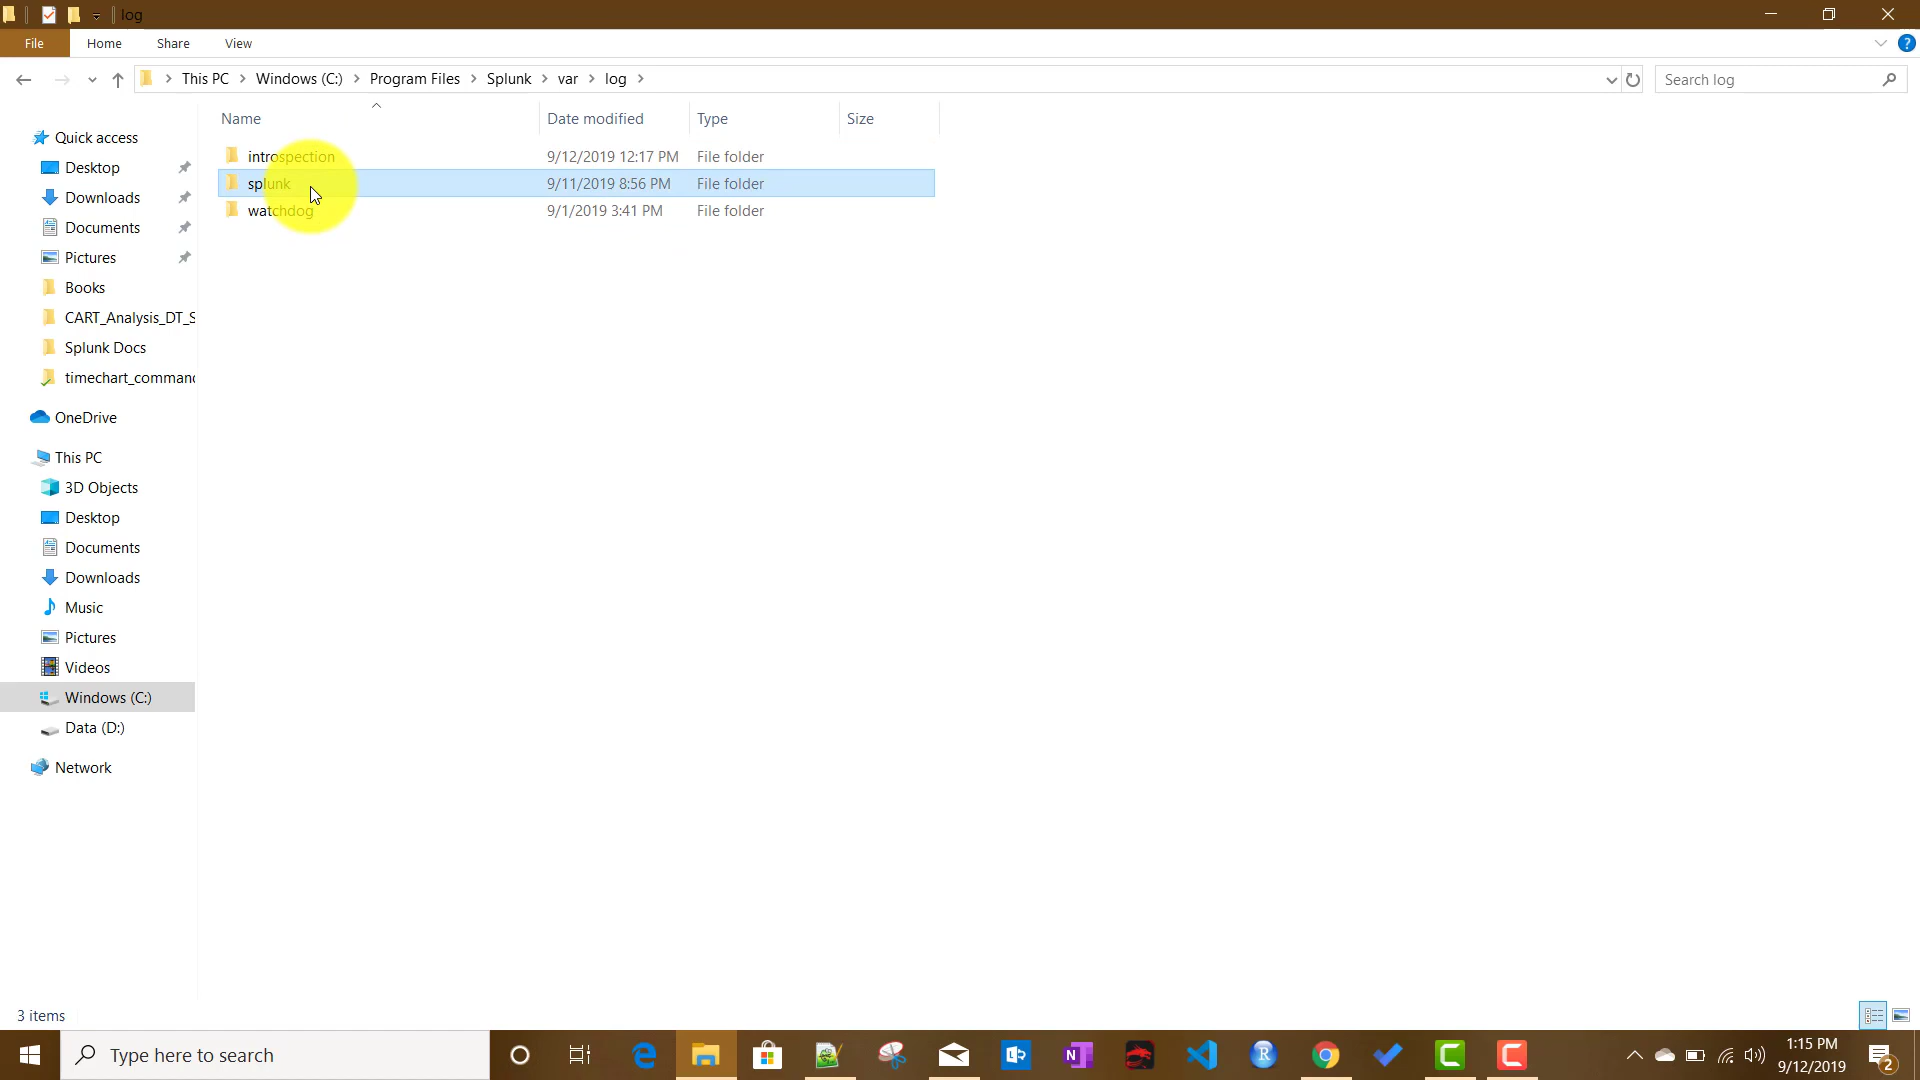 log
File Home Share View
This PC Windows (C:) Program Files Splunk var log
Search log
Name Date modified Type Size
introspection 9/12/2019 12:17 PM File folder
splunk 9/11/2019 8:56 PM File folder
watchdog 9/1/2019 3:41 PM File folder
Quick access
Desktop
Downloads
Documents
Pictures
Books
CART_Analysis_DT_S
Splunk Docs
timechart_command
OneDrive
This PC
3D Objects
Desktop
Documents
Downloads
Music
Pictures
Videos
Windows (C:)
Data (D:)
Network
3 items
Type here to search
1:15 PM
9/12/2019
2